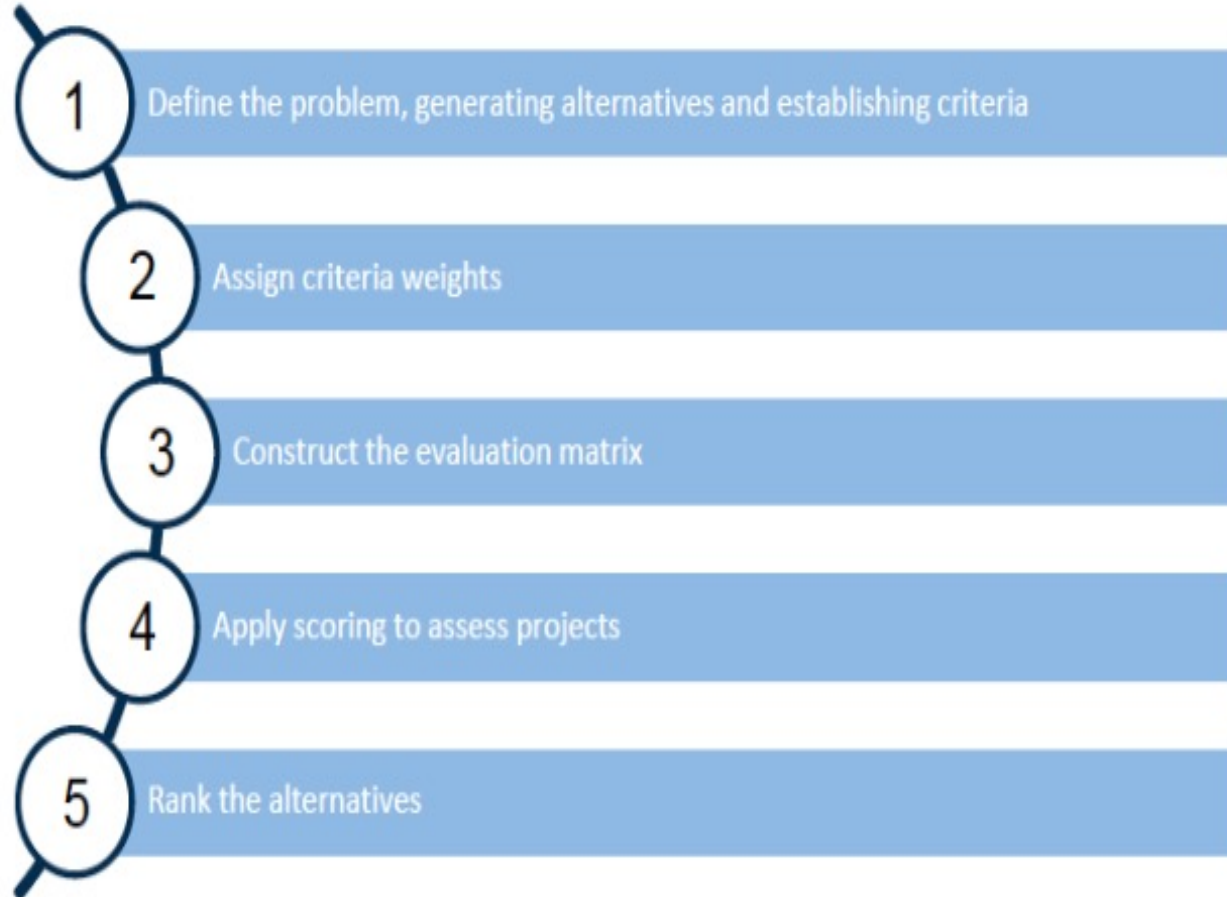 1
Define the problem, generating alternatives and establishing criteria
2
Assign criteria weights
3
Construct the evaluation matrix
4
Apply scoring to assess projects
5
Rank the alternatives